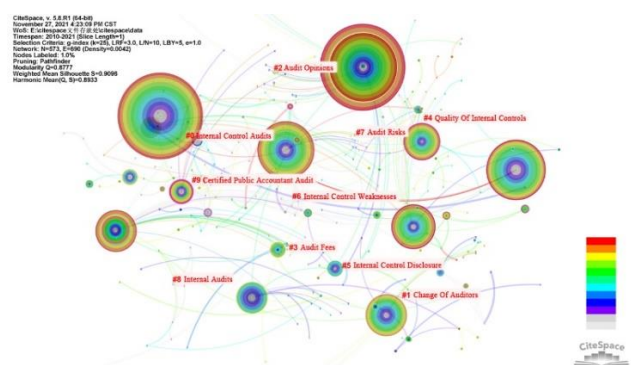 CiteSpace, v. 5.8.R1 (64-bit)
November 27, 2021 4:23:09 PM CST
WoS: E:\citespace文件存放处\citespace\data
Timespan: 2010-2021 (Slice Length=1)
Selection Criteria: g-index (k=25), LRF=3.0, L/N=10, LBY=5, e=1.0
Network: N=573, E=690 (Density=0.0042)
Nodes Labeled: 1.0%
Pruning: Pathfinder
Modularity Q=0.8777
Weighted Mean Silhouette S=0.9098
Harmonic Mean(Q, S)=0.8933
#2 Audit Opinions
#4 Quality Of Internal Controls
#7 Audit Risks
#0 Internal Control Audits
#9 Certified Public Accountant Audit
#6 Internal Control Weaknesses
#3 Audit Fees
#5 Internal Control Disclosure
#8 Internal Audits
#1 Change Of Auditors
CiteSpace